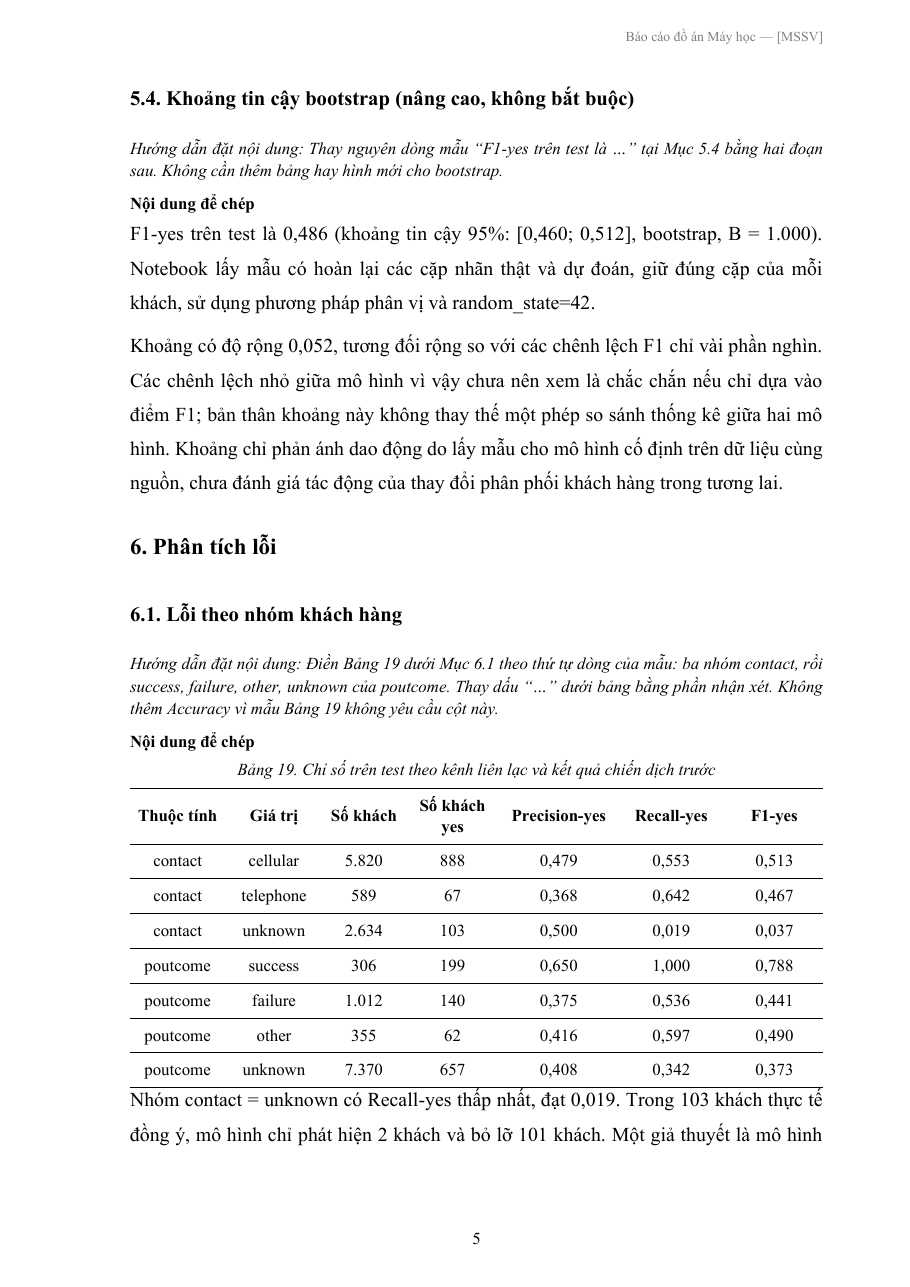 Báo cáo đồ án Máy học — [MSSV]
5.4. Khoảng tin cậy bootstrap (nâng cao, không bắt buộc)
Hướng dẫn đặt nội dung: Thay nguyên dòng mẫu “F1-yes trên test là ...” tại Mục 5.4 bằng hai đoạn
sau. Không cần thêm bảng hay hình mới cho bootstrap.
Nội dung để chép
F1-yes trên test là 0,486 (khoảng tin cậy 95%: [0,460; 0,512], bootstrap, B = 1.000).
Notebook lấy mẫu có hoàn lại các cặp nhãn thật và dự đoán, giữ đúng cặp của mỗi
khách, sử dụng phương pháp phân vị và random_state=42.
Khoảng có độ rộng 0,052, tương đối rộng so với các chênh lệch F1 chỉ vài phần nghìn.
Các chênh lệch nhỏ giữa mô hình vì vậy chưa nên xem là chắc chắn nếu chỉ dựa vào
điểm F1; bản thân khoảng này không thay thế một phép so sánh thống kê giữa hai mô
hình. Khoảng chỉ phản ánh dao động do lấy mẫu cho mô hình cố định trên dữ liệu cùng
nguồn, chưa đánh giá tác động của thay đổi phân phối khách hàng trong tương lai.
6. Phân tích lỗi
6.1. Lỗi theo nhóm khách hàng
Hướng dẫn đặt nội dung: Điền Bảng 19 dưới Mục 6.1 theo thứ tự dòng của mẫu: ba nhóm contact, rồi
success, failure, other, unknown của poutcome. Thay dấu “...” dưới bảng bằng phần nhận xét. Không
thêm Accuracy vì mẫu Bảng 19 không yêu cầu cột này.
Nội dung để chép
Bảng 19. Chỉ số trên test theo kênh liên lạc và kết quả chiến dịch trước
Thuộc tính Giá trị Số khách Số khách yes Precision-yes Recall-yes F1-yes
contact cellular 5.820 888 0,479 0,553 0,513
contact telephone 589 67 0,368 0,642 0,467
contact unknown 2.634 103 0,500 0,019 0,037
poutcome success 306 199 0,650 1,000 0,788
poutcome failure 1.012 140 0,375 0,536 0,441
poutcome other 355 62 0,416 0,597 0,490
poutcome unknown 7.370 657 0,408 0,342 0,373
Nhóm contact = unknown có Recall-yes thấp nhất, đạt 0,019. Trong 103 khách thực tế
đồng ý, mô hình chỉ phát hiện 2 khách và bỏ lỡ 101 khách. Một giả thuyết là mô hình
5